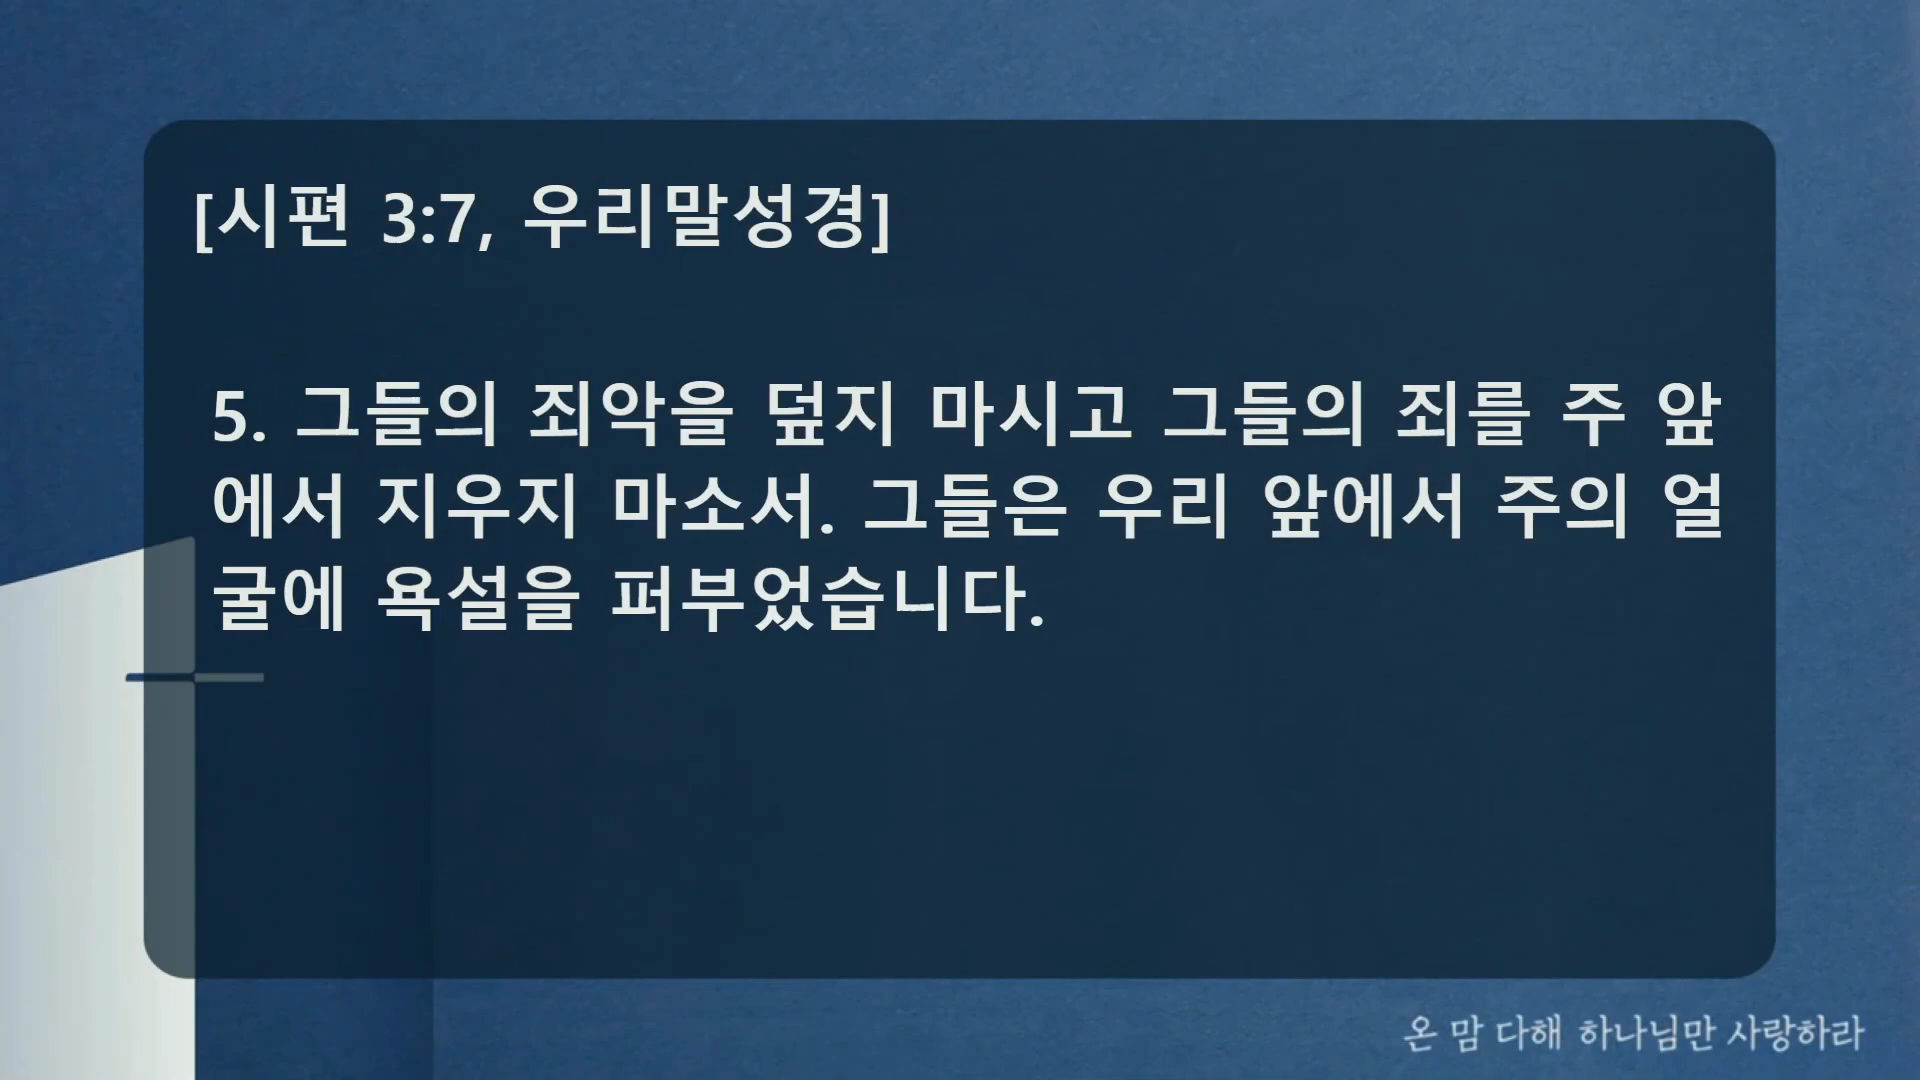 [시편 3:7, 우리말성경]
5. 그들의 죄악을 덮지 마시고 그들의 죄를 주 앞
에서 지우지 마소서. 그들은 우리 앞에서 주의 얼
굴에 욕설을 퍼부었습니다.
온 맘 다해 하나님만 사랑하라